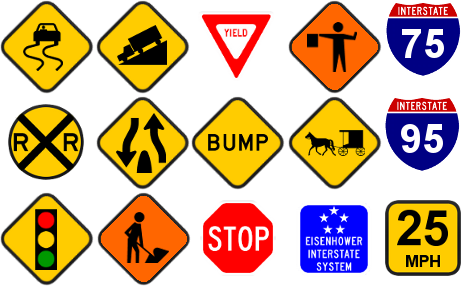 YIELD
INTERSTATE
75
R R
BUMP
INTERSTATE
95
STOP
EISENHOWER
INTERSTATE
SYSTEM
25
MPH